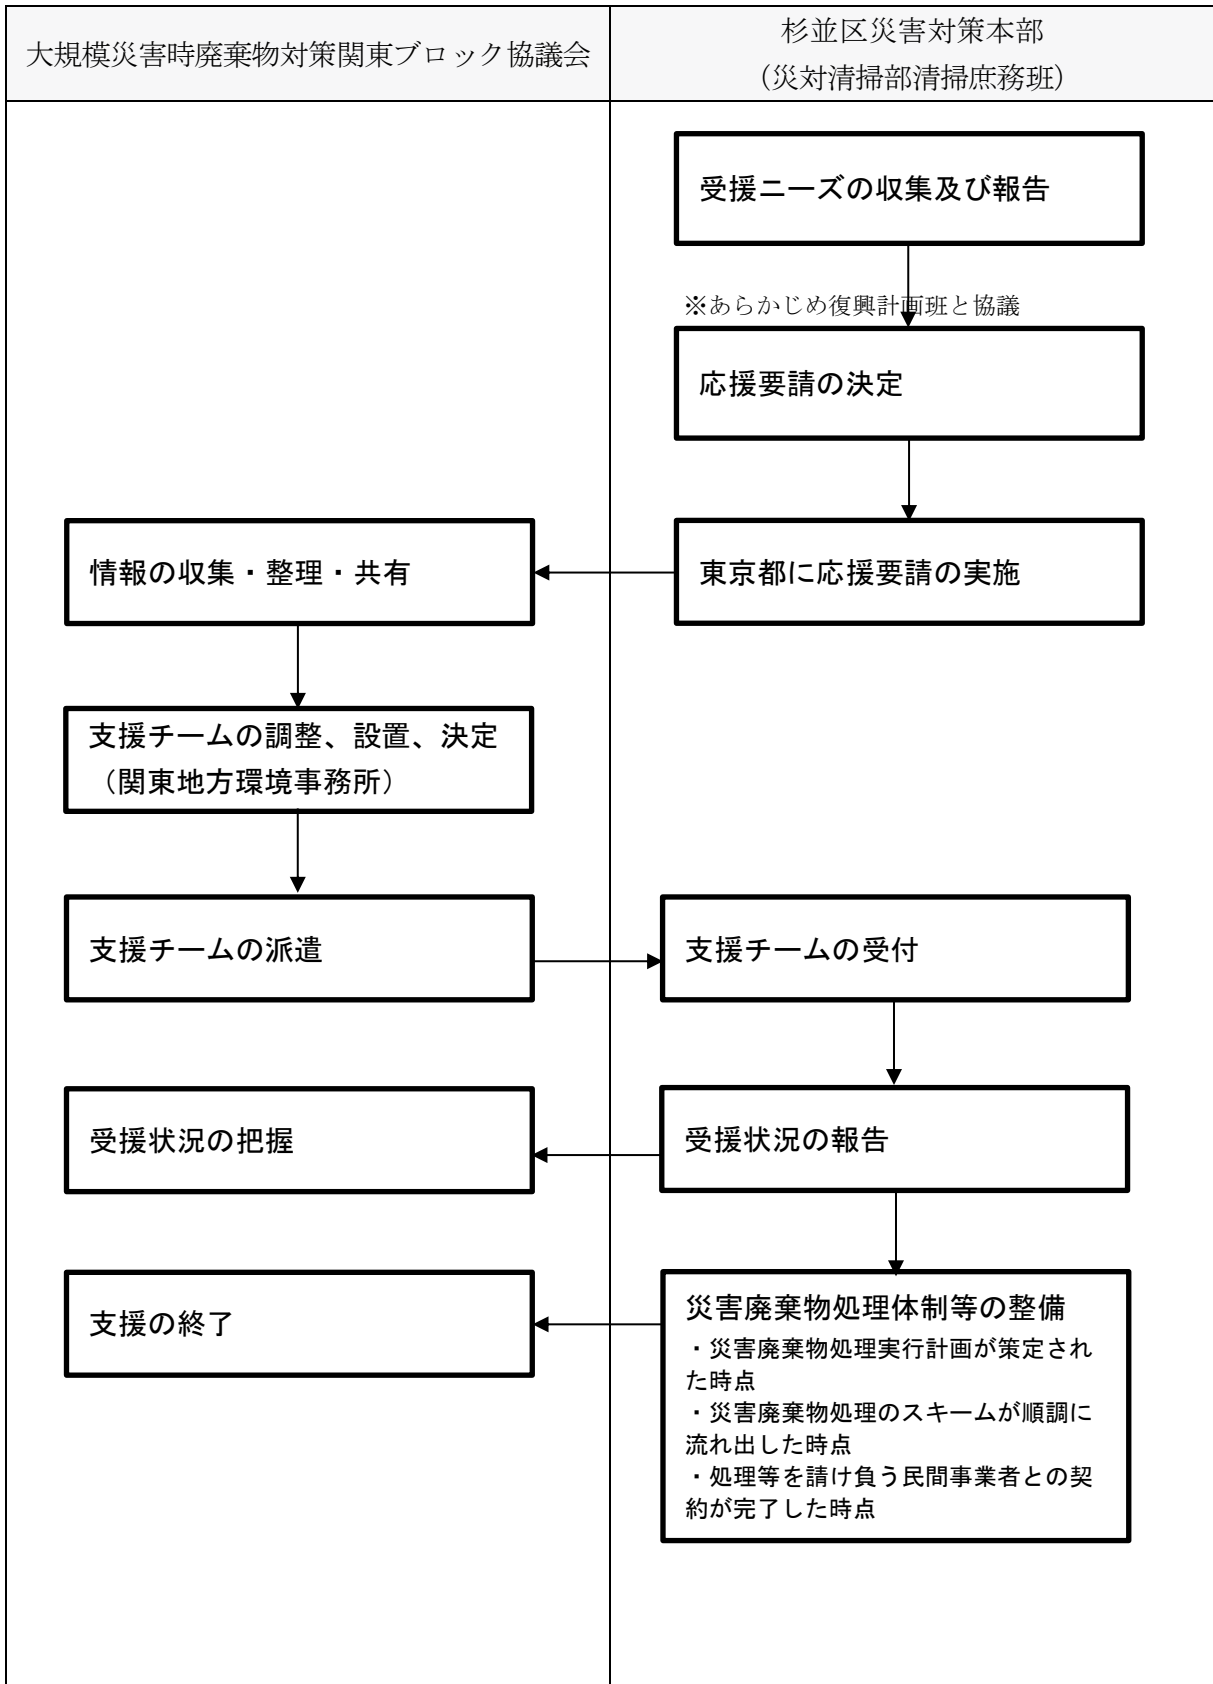 大規模災害時廃棄物対策関東ブロック協議会
杉並区災害対策本部
(災対清掃部清掃庶務班)
受援ニーズの収集及び報告
※あらかじめ復興計画班と協議
応援要請の決定
情報の収集・整理・共有
東京都に応援要請の実施
支援チームの調整、設置、決定
(関東地方環境事務所)
支援チームの派遣
支援チームの受付
受援状況の把握
受援状況の報告
支援の終了
災害廃棄物処理体制等の整備
・災害廃棄物処理実行計画が策定され
た時点
・災害廃棄物処理のスキームが順調に
流れ出した時点
・処理等を請け負う民間事業者との契
約が完了した時点